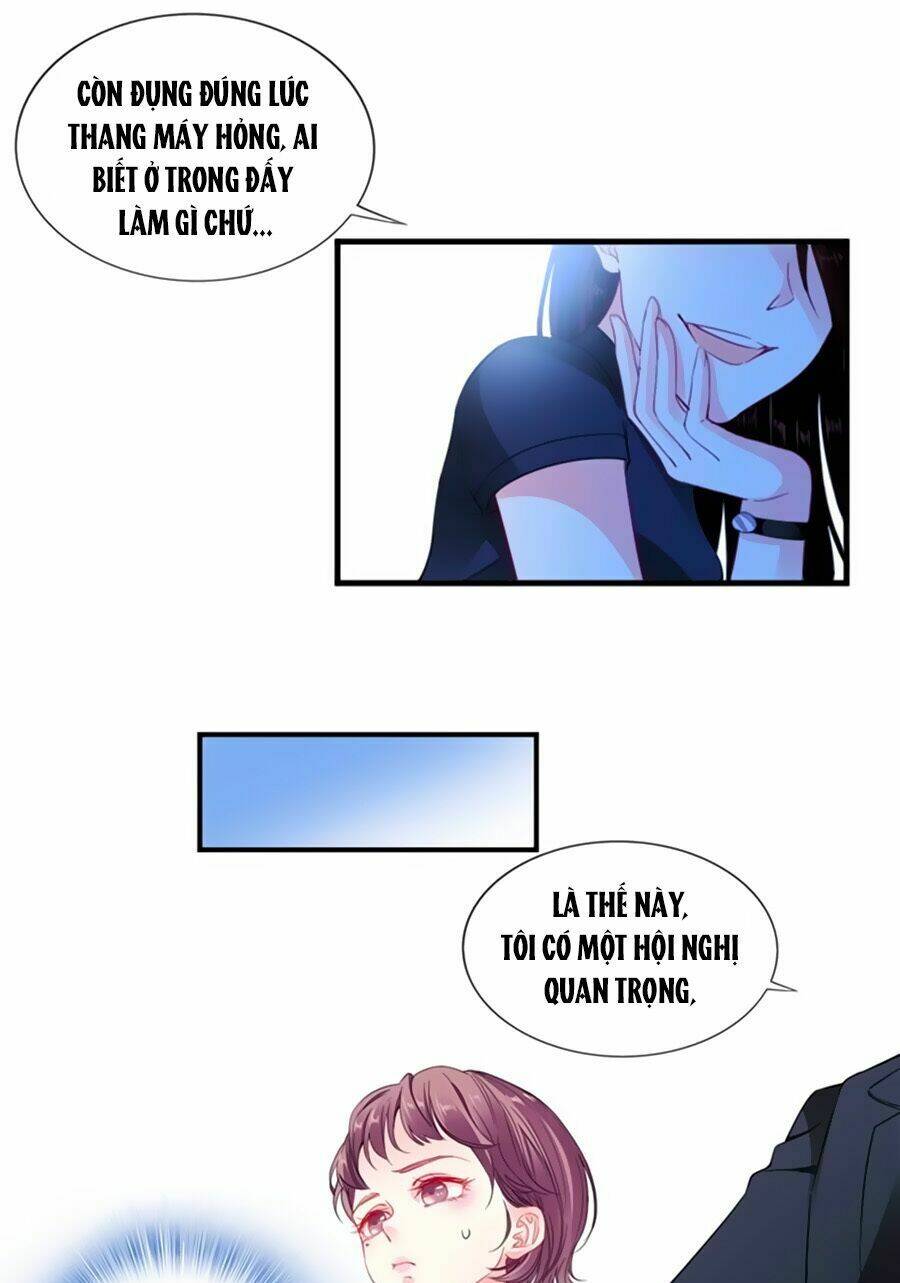 CÒN ĐỤNG ĐÚNG LÚC
THANG MÁY HỎNG, AI
BIẾT Ở TRONG ĐẤY
LÀM GÌ CHỨ...
LÀ THẾ NÀY,
TÔI CÓ MỘT HỘI NGHỊ
QUAN TRỌNG,